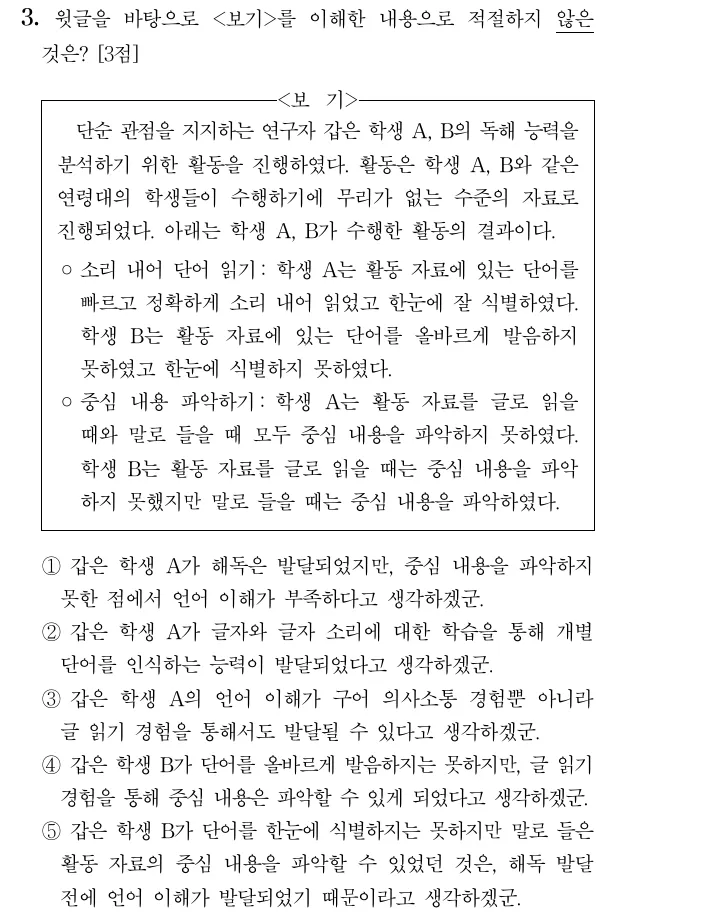 3. 윗글을 바탕으로 <보기>를 이해한 내용으로 적절하지 않은
것은? [3점]
<보 기>
단순 관점을 지지하는 연구자 갑은 학생 A, B의 독해 능력을
분석하기 위한 활동을 진행하였다. 활동은 학생 A, B와 같은
연령대의 학생들이 수행하기에 무리가 없는 수준의 자료로
진행되었다. 아래는 학생 A, B가 수행한 활동의 결과이다.
○ 소리 내어 단어 읽기 : 학생 A는 활동 자료에 있는 단어를
빠르고 정확하게 소리 내어 읽었고 한눈에 잘 식별하였다.
학생 B는 활동 자료에 있는 단어를 올바르게 발음하지
못하였고 한눈에 식별하지 못하였다.
○ 중심 내용 파악하기 : 학생 A는 활동 자료를 글로 읽을
때와 말로 들을 때 모두 중심 내용을 파악하지 못하였다.
학생 B는 활동 자료를 글로 읽을 때는 중심 내용을 파악
하지 못했지만 말로 들을 때는 중심 내용을 파악하였다.
① 갑은 학생 A가 해독은 발달되었지만, 중심 내용을 파악하지
못한 점에서 언어 이해가 부족하다고 생각하겠군.
② 갑은 학생 A가 글자와 글자 소리에 대한 학습을 통해 개별
단어를 인식하는 능력이 발달되었다고 생각하겠군.
③ 갑은 학생 A의 언어 이해가 구어 의사소통 경험뿐 아니라
글 읽기 경험을 통해서도 발달될 수 있다고 생각하겠군.
④ 갑은 학생 B가 단어를 올바르게 발음하지는 못하지만, 글 읽기
경험을 통해 중심 내용은 파악할 수 있게 되었다고 생각하겠군.
⑤ 갑은 학생 B가 단어를 한눈에 식별하지는 못하지만 말로 들은
활동 자료의 중심 내용을 파악할 수 있었던 것은, 해독 발달
전에 언어 이해가 발달되었기 때문이라고 생각하겠군.